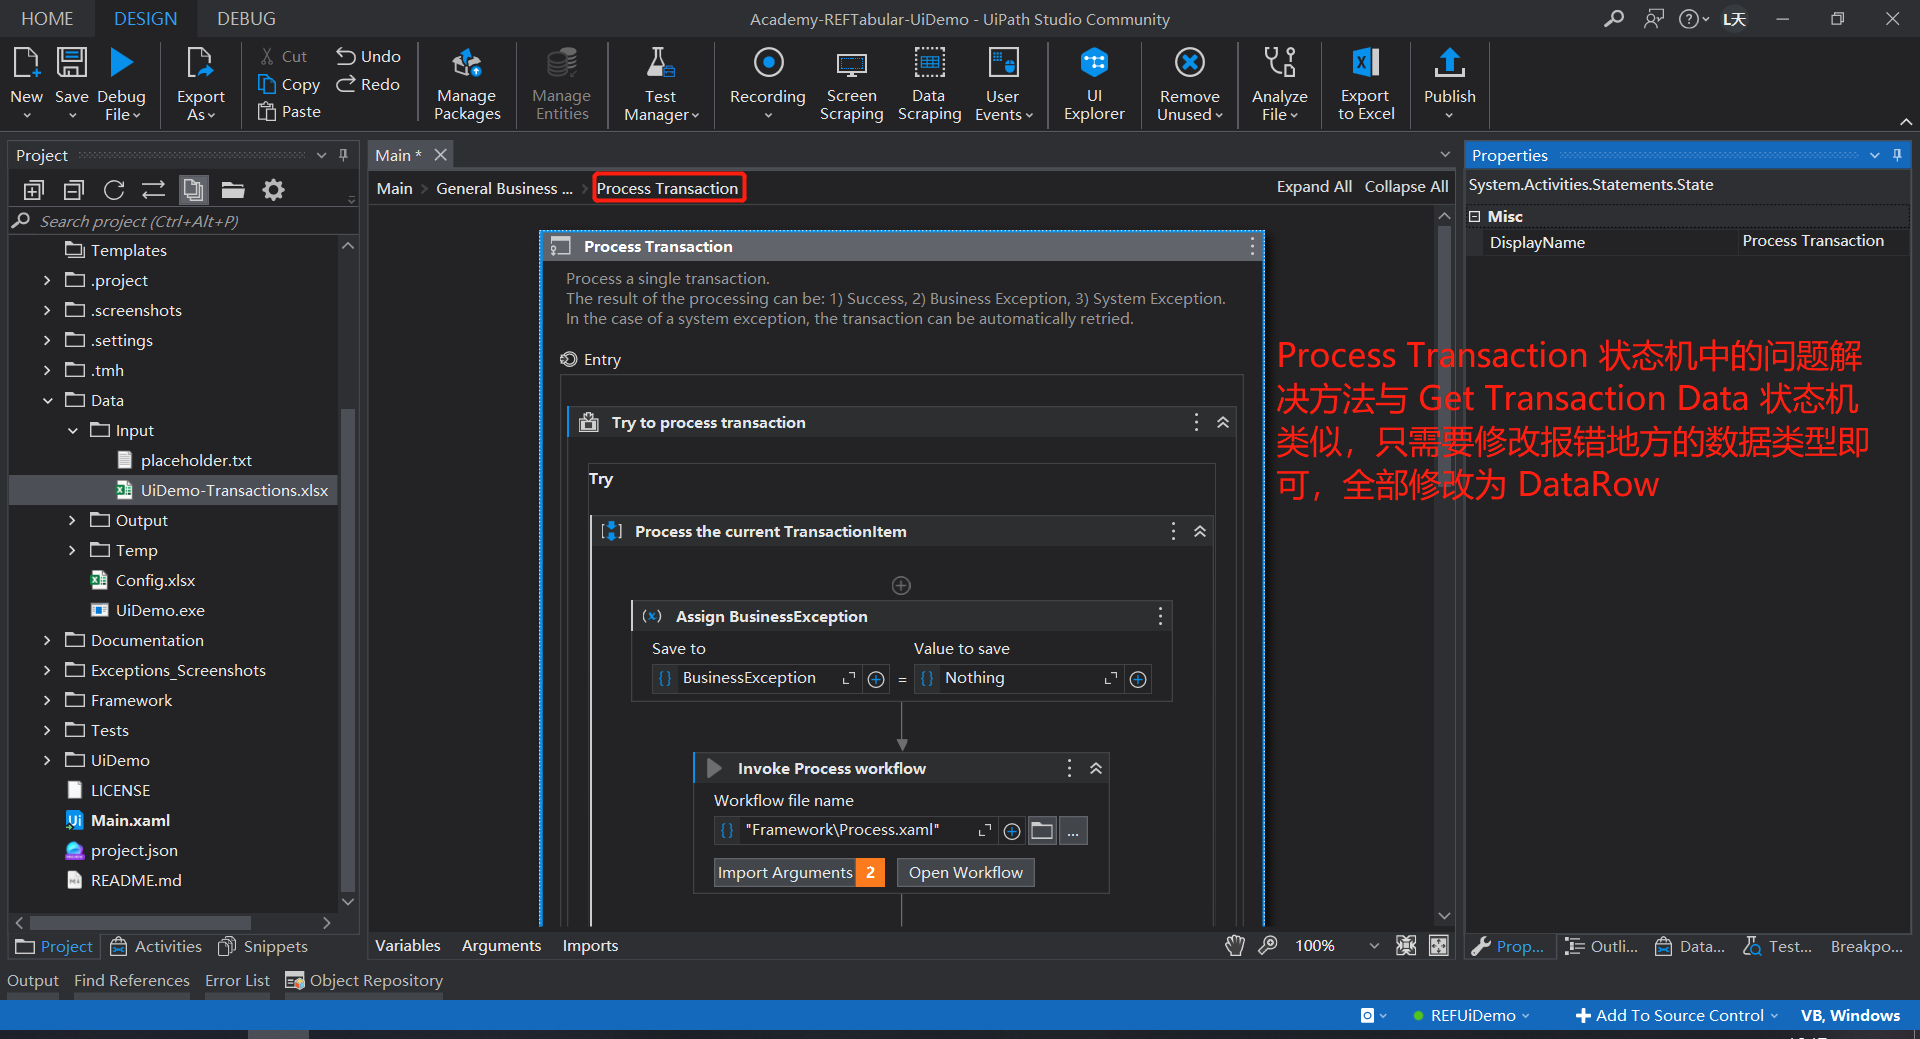 HOME DESIGN DEBUG Academy-REFTabular-UiDemo - UiPath Studio Community L天
New Save Debug File Export As Cut Copy Paste Undo Redo Manage Packages Manage Entities Test Manager Recording Screen Scraping Data Scraping User Events UI Explorer Remove Unused Analyze File Export to Excel Publish
Project
Search project (Ctrl+Alt+P)
Templates
.project
.screenshots
.settings
.tmh
Data
Input
placeholder.txt
UiDemo-Transactions.xlsx
Output
Temp
Config.xlsx
UiDemo.exe
Documentation
Exceptions_Screenshots
Framework
Tests
UiDemo
LICENSE
Main.xaml
project.json
README.md
Project Activities Snippets
Main *
Main General Business ... Process Transaction Expand All Collapse All
Process Transaction
Process a single transaction.
The result of the processing can be: 1) Success, 2) Business Exception, 3) System Exception.
In the case of a system exception, the transaction can be automatically retried.
Entry
Try to process transaction
Try
Process the current TransactionItem
(x) Assign BusinessException
Save to Value to save
{} BusinessException = {} Nothing
Invoke Process workflow
Workflow file name
{} "Framework\Process.xaml" ...
Import Arguments 2 Open Workflow
Variables Arguments Imports 100%
Properties
System.Activities.Statements.State
Misc
DisplayName Process Transaction
Process Transaction 状态机中的问题解
决方法与 Get Transaction Data 状态机
类似，只需要修改报错地方的数据类型即
可，全部修改为 DataRow
Prop... Outli... Data... Test... Breakpo...
Output Find References Error List Object Repository
REFUiDemo Add To Source Control VB, Windows